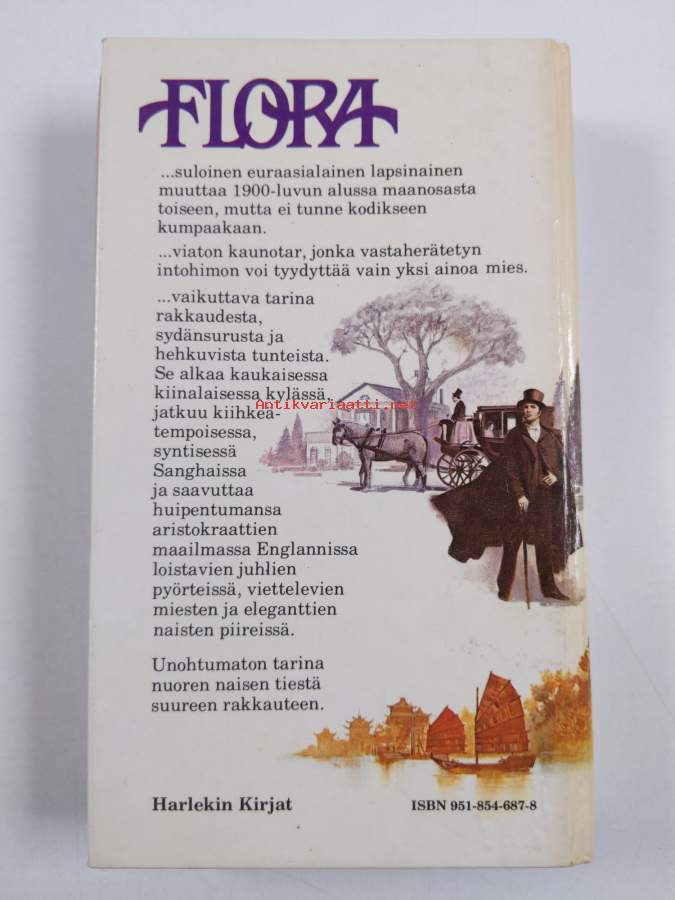 FLORA
...suloinen euraasialainen lapsinainen
muuttaa 1900-luvun alussa maanosasta
toiseen, mutta ei tunne kodikseen
kumpaakaan.
...viaton kaunotar, jonka vastaherätetyn
intohimon voi tyydyttää vain yksi ainoa mies.
...vaikuttava tarina
rakkaudesta,
sydänsurusta ja
hehkuvista tunteista.
Se alkaa kaukaisessa
kiinalaisessa kylässä,
jatkuu kiihkeä-
Antikvariaatti.net
tempoisessa,
syntisessä
Sanghaissa
ja saavuttaa
huipentumansa
aristokraattien
maailmassa Englannissa
loistavien juhlien
pyörteissä, viettelevien
miesten ja eleganttien
naisten piireissä.
Unohtumaton tarina
nuoren naisen tiestä
suureen rakkauteen.
Harlekin Kirjat
ISBN 951-854-687-8